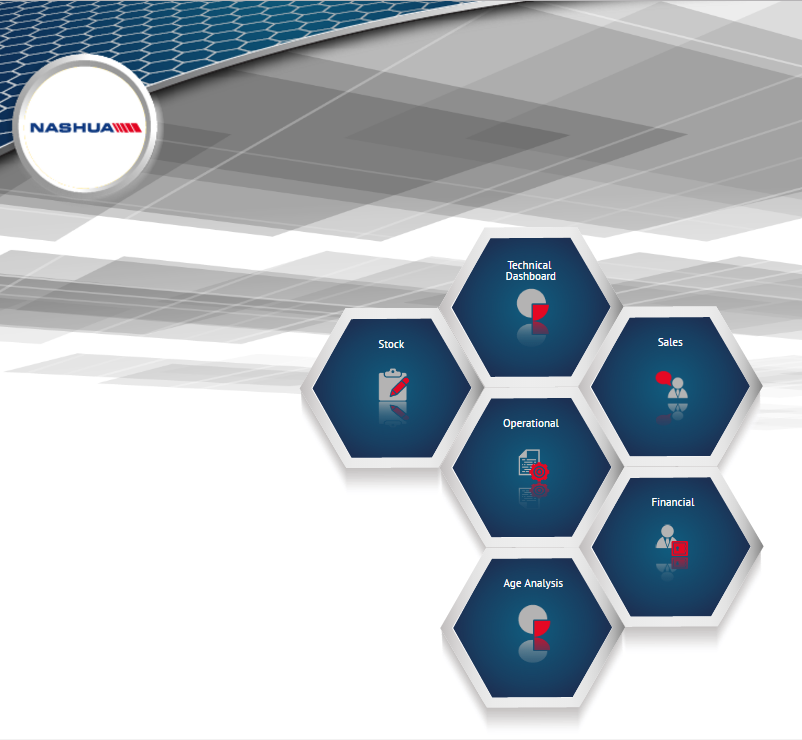 NASHUA
Technical
Dashboard
Stock
Sales
Operational
Financial
Age Analysis